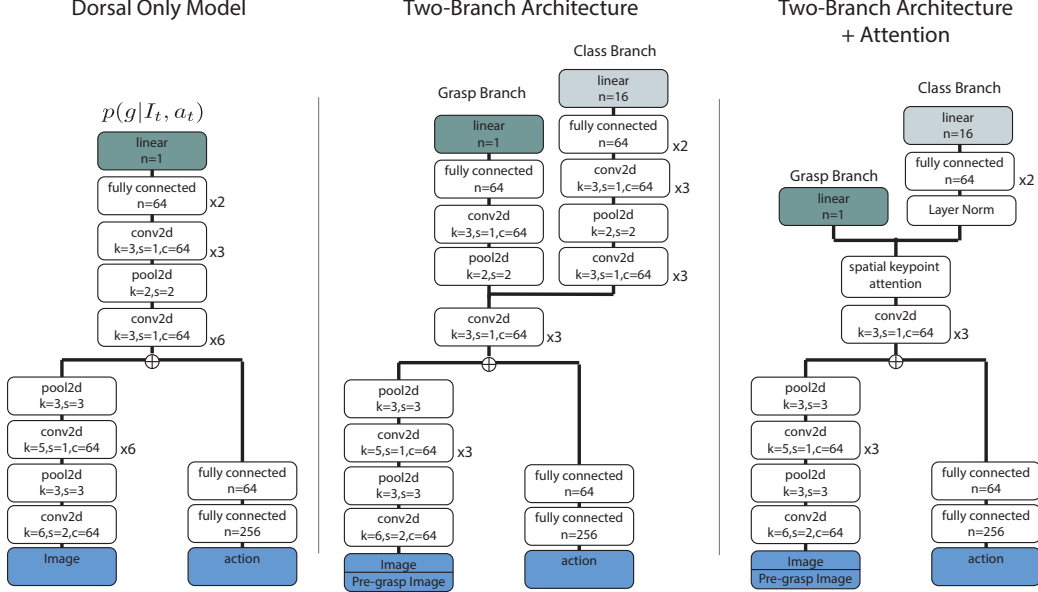 Dorsal Only Model
p(g|I_t, a_t)
linear
n=1
fully connected
n=64
x2
conv2d
k=3,s=1,c=64
x3
pool2d
k=2,s=2
conv2d
k=3,s=1,c=64
x6
pool2d
k=3,s=3
conv2d
k=5,s=1,c=64
x6
pool2d
k=3,s=3
conv2d
k=6,s=2,c=64
Image
fully connected
n=64
fully connected
n=256
action
Two-Branch Architecture
Grasp Branch
linear
n=1
fully connected
n=64
conv2d
k=3,s=1,c=64
pool2d
k=2,s=2
Class Branch
linear
n=16
fully connected
n=64
x2
conv2d
k=3,s=1,c=64
x3
pool2d
k=2,s=2
conv2d
k=3,s=1,c=64
x3
conv2d
k=3,s=1,c=64
x3
pool2d
k=3,s=3
conv2d
k=5,s=1,c=64
x3
pool2d
k=3,s=3
conv2d
k=6,s=2,c=64
Image
Pre-grasp Image
fully connected
n=64
fully connected
n=256
action
Two-Branch Architecture
+ Attention
Class Branch
linear
n=16
fully connected
n=64
x2
Layer Norm
Grasp Branch
linear
n=1
spatial keypoint
attention
conv2d
k=3,s=1,c=64
x3
pool2d
k=3,s=3
conv2d
k=5,s=1,c=64
x3
pool2d
k=3,s=3
conv2d
k=6,s=2,c=64
Image
Pre-grasp Image
fully connected
n=64
fully connected
n=256
action